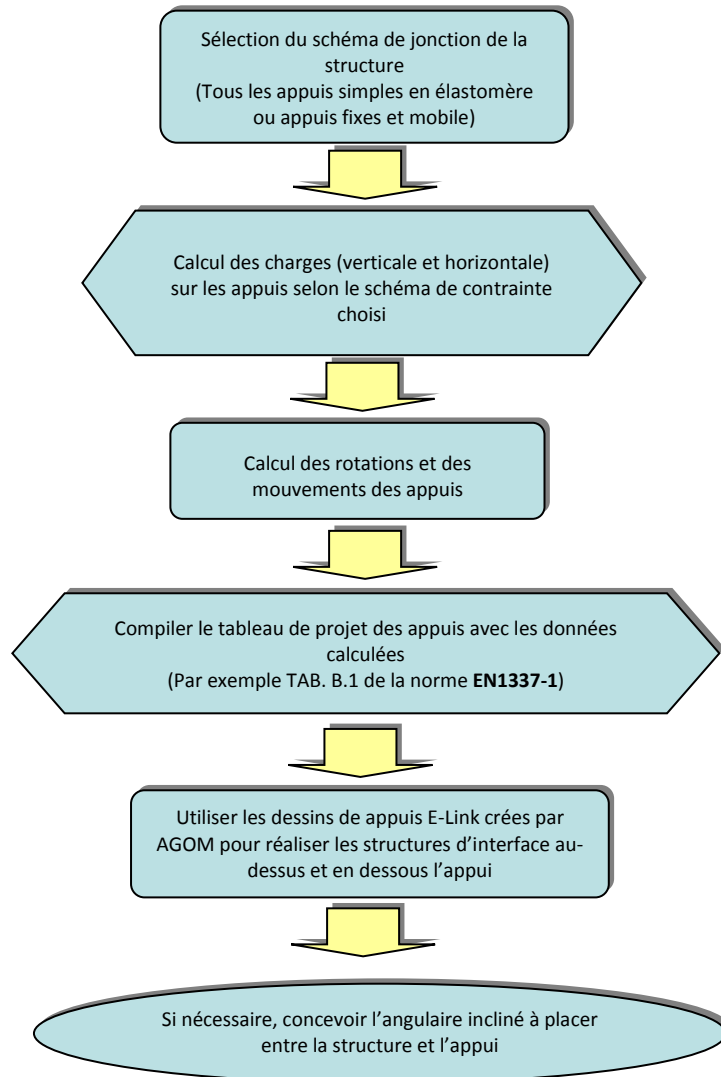 Sélection du schéma de jonction de la
structure
(Tous les appuis simples en élastomère
ou appuis fixes et mobile)
Calcul des charges (verticale et horizontale)
sur les appuis selon le schéma de contrainte
choisi
Calcul des rotations et des
mouvements des appuis
Compiler le tableau de projet des appuis avec les données
calculées
(Par exemple TAB. B.1 de la norme EN1337-1)
Utiliser les dessins de appuis E-Link crées par
AGOM pour réaliser les structures d’interface au-
dessus et en dessous l’appui
Si nécessaire, concevoir l’angulaire incliné à placer
entre la structure et l’appui